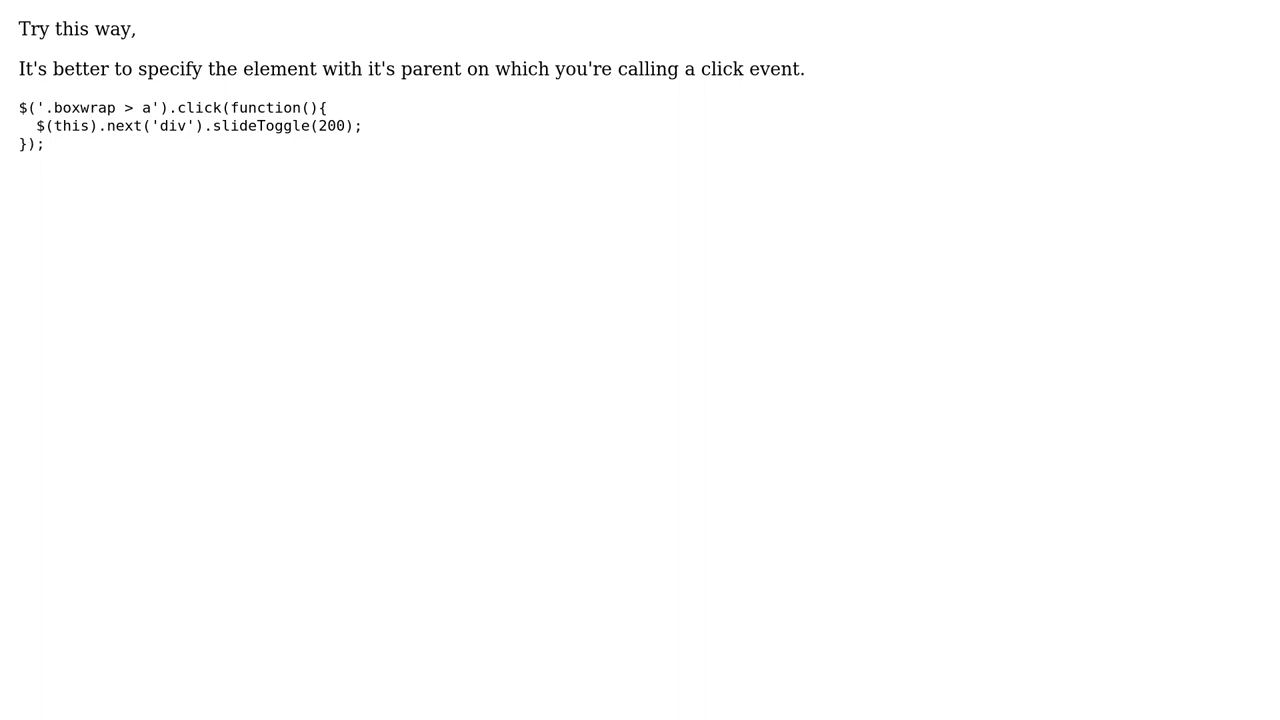 Try this way,
It's better to specify the element with it's parent on which you're calling a click event.
$('.boxwrap > a').click(function(){
  $(this).next('div').slideToggle(200);
});